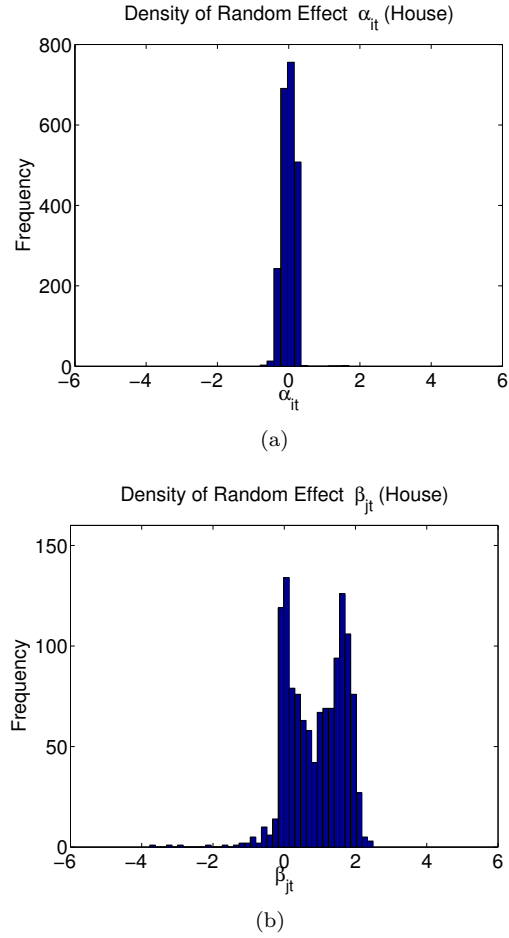 Density of Random Effect α_it (House)
800
600
400
200
0
Frequency
−6 −4 −2 0 2 4 6
α_it
(a)
Density of Random Effect β_jt (House)
150
100
50
0
Frequency
−6 −4 −2 0 2 4 6
β_jt
(b)